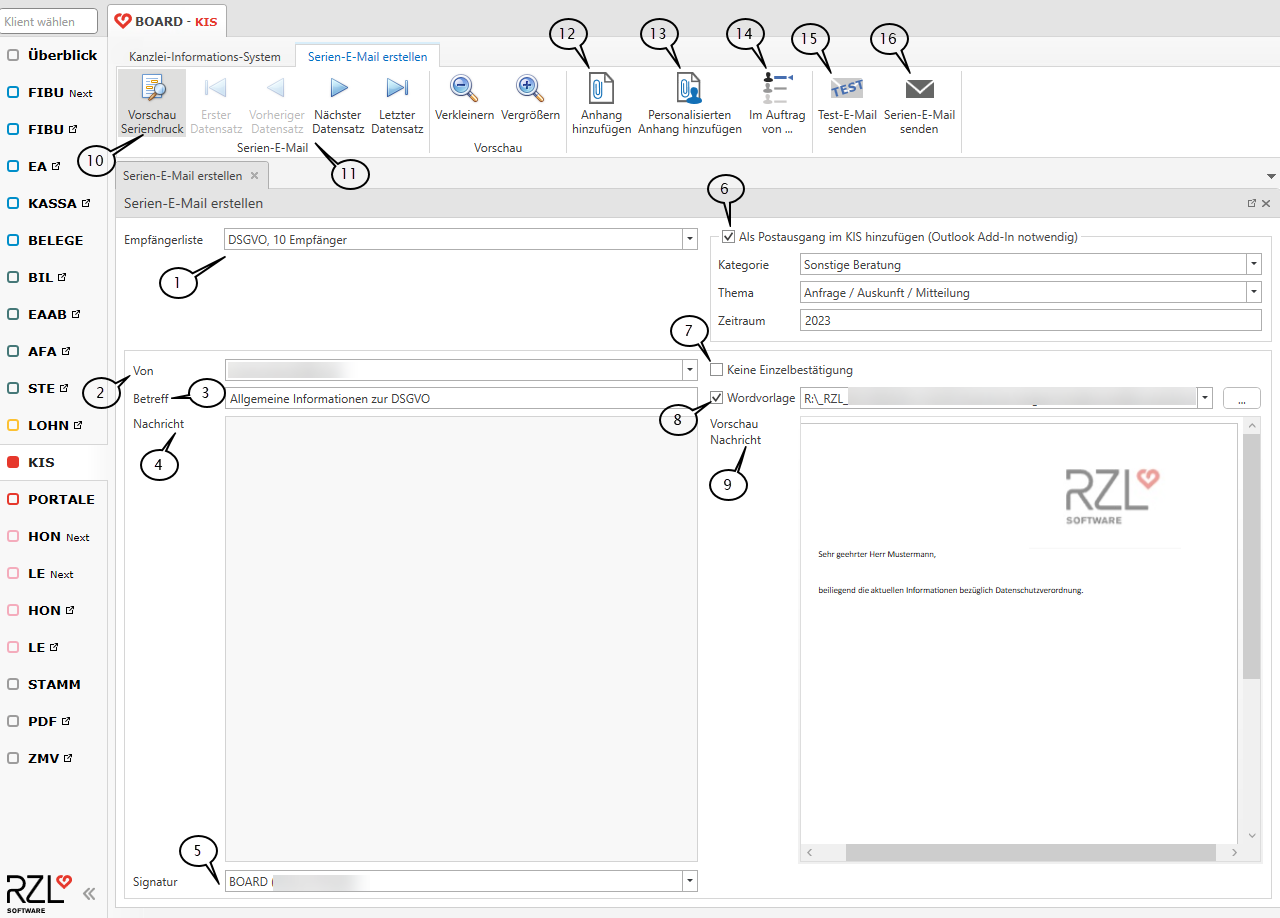 Klient wählen
BOARD - KIS
Überblick
FIBU Next
FIBU
EA
KASSA
BELEGE
BIL
EAAB
AFA
STE
LOHN
KIS
PORTALE
HON Next
LE Next
HON
LE
STAMM
PDF
ZMV
RZL
SOFTWARE
12
13
14
15
16
Kanzlei-Informations-System
Serien-E-Mail erstellen
Vorschau
Seriendruck
Erster
Datensatz
Vorheriger
Datensatz
Nächster
Datensatz
Letzter
Datensatz
Verkleinern
Vergrößern
Anhang
hinzufügen
Personalisierten
Anhang hinzufügen
Im Auftrag
von ...
TEST
Test-E-Mail
senden
Serien-E-Mail
senden
Serien-E-Mail
Vorschau
10
11
Serien-E-Mail erstellen
Serien-E-Mail erstellen
6
Empfängerliste
DSGVO, 10 Empfänger
1
Als Postausgang im KIS hinzufügen (Outlook Add-In notwendig)
Kategorie
Sonstige Beratung
Thema
Anfrage / Auskunft / Mitteilung
Zeitraum
2023
7
Von
2
Keine Einzelbestätigung
Betreff
3
Allgemeine Informationen zur DSGVO
8
Wordvorlage
R:\_RZL_
...
Nachricht
4
Vorschau
Nachricht
9
RZL
SOFTWARE
Sehr geehrter Herr Mustermann,
beiliegend die aktuellen Informationen bezüglich Datenschutzverordnung.
5
Signatur
BOARD (